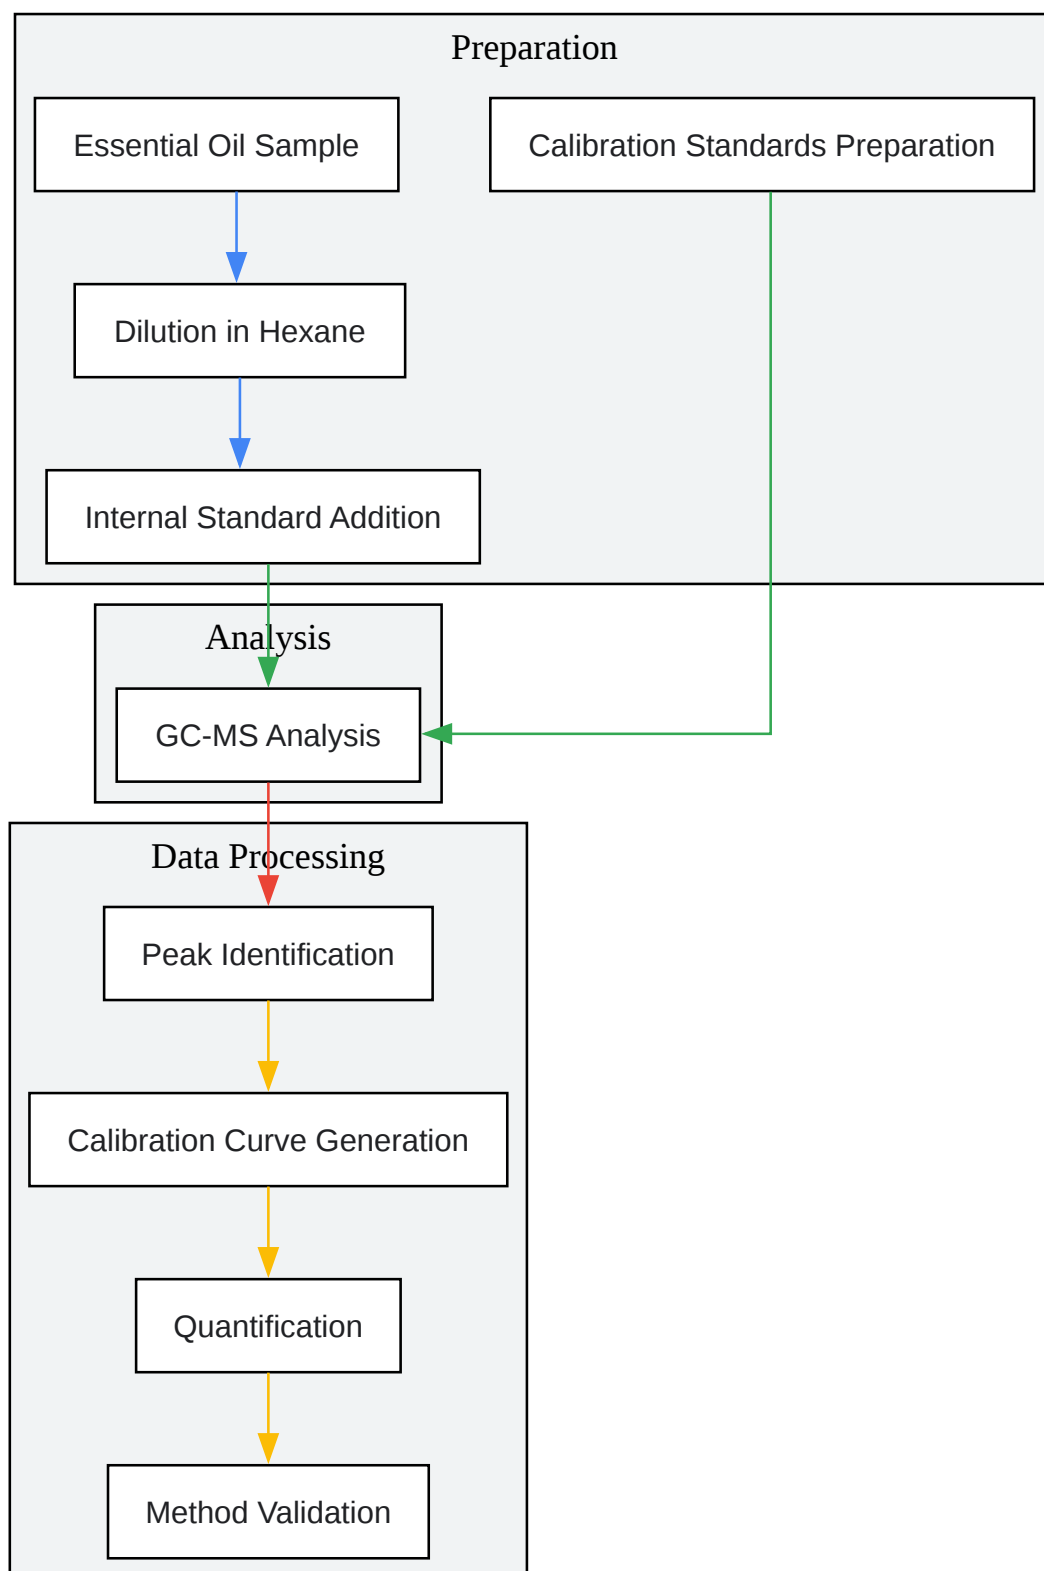 Preparation
Essential Oil Sample
Calibration Standards Preparation
Dilution in Hexane
Internal Standard Addition
Analysis
GC-MS Analysis
Data Processing
Peak Identification
Calibration Curve Generation
Quantification
Method Validation